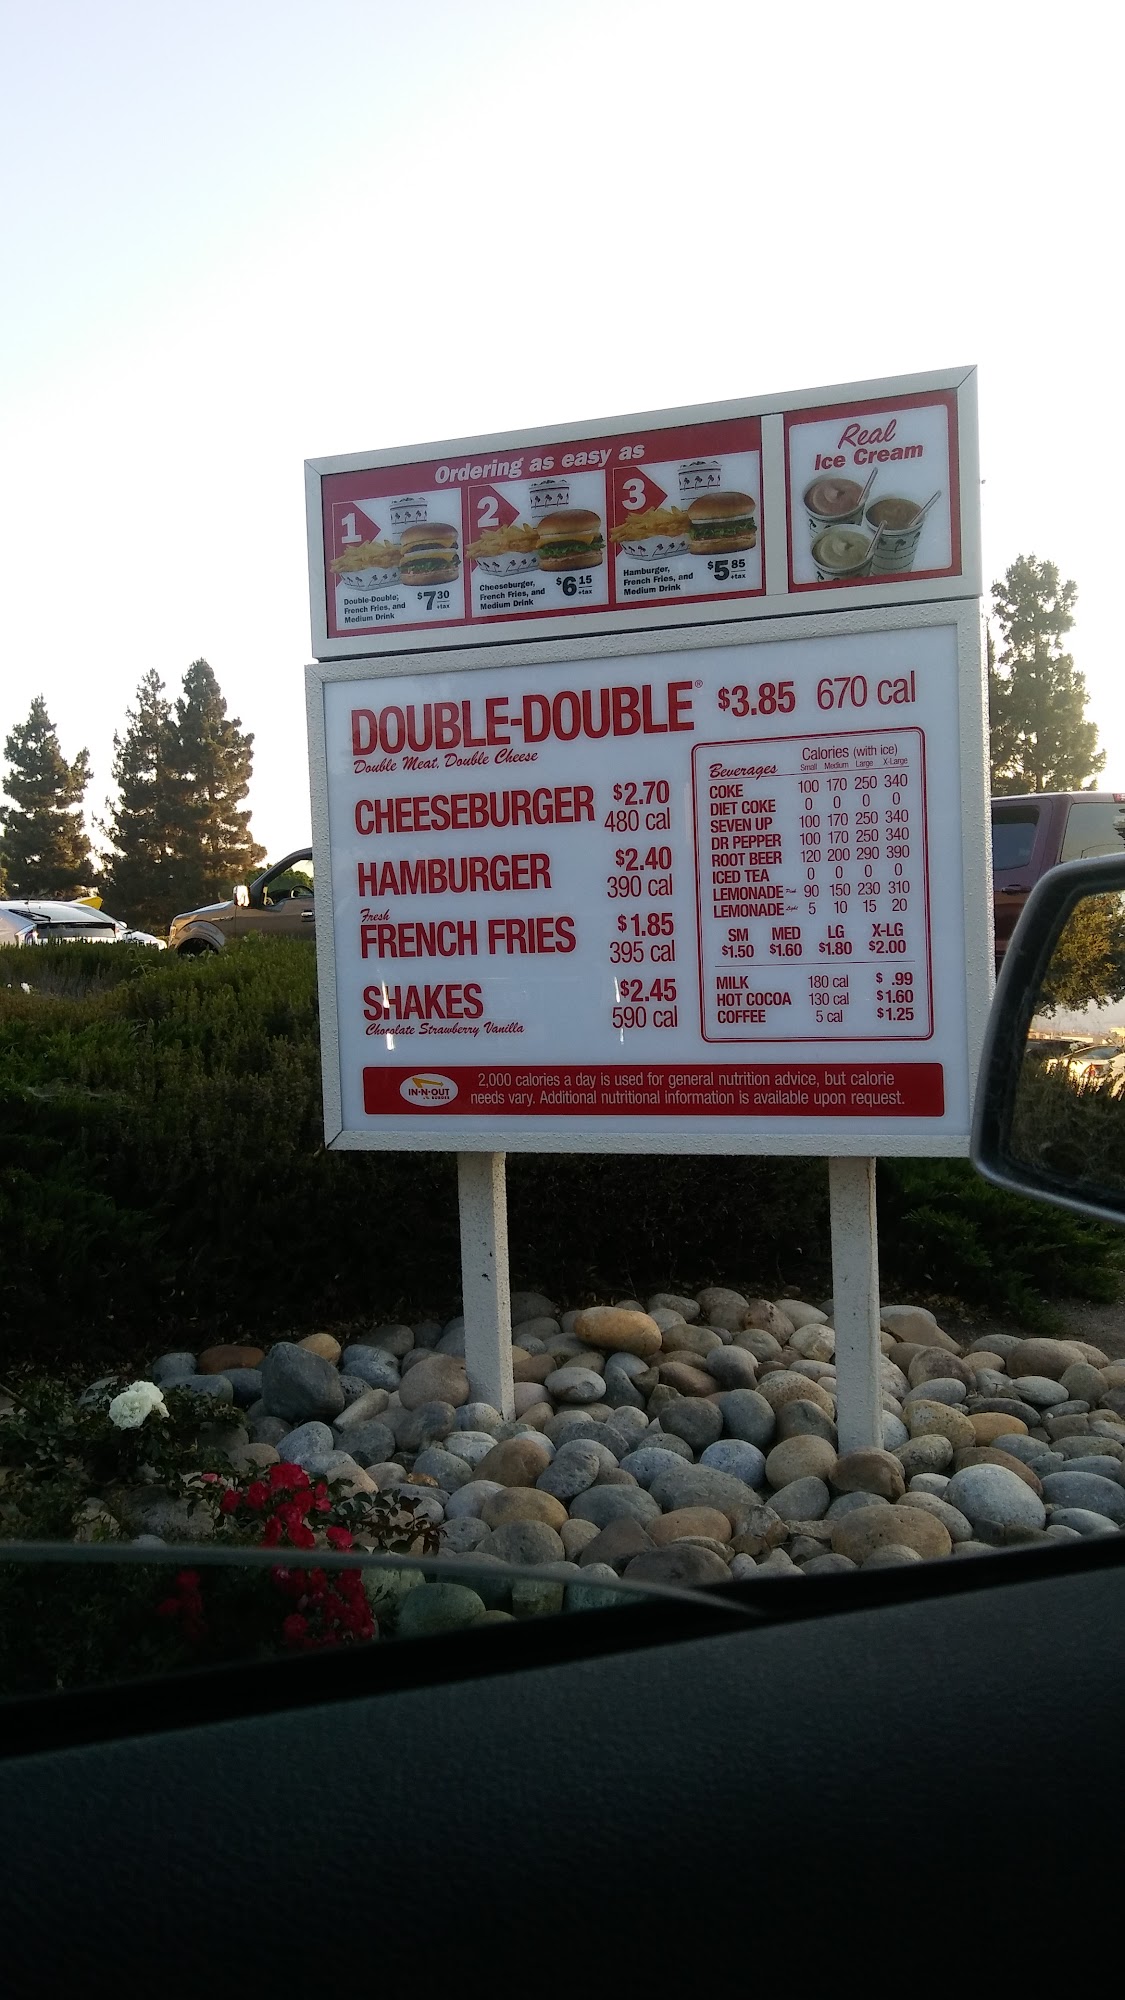 Ordering as easy as
1
Double-Double,
French Fries, and
Medium Drink
$7.30
+tax
2
Cheeseburger,
French Fries, and
Medium Drink
$6.15
+tax
3
Hamburger,
French Fries, and
Medium Drink
$5.85
+tax
Real
Ice Cream
DOUBLE-DOUBLE® $3.85 670 cal
Double Meat, Double Cheese
CHEESEBURGER $2.70
480 cal
HAMBURGER $2.40
390 cal
Fresh
FRENCH FRIES $1.85
395 cal
SHAKES $2.45
590 cal
Chocolate Strawberry Vanilla
Calories (with ice)
Beverages Small Medium Large X-Large
COKE 100 170 250 340
DIET COKE 0 0 0 0
SEVEN UP 100 170 250 340
DR PEPPER 100 170 250 340
ROOT BEER 120 200 290 390
ICED TEA 0 0 0 0
LEMONADE 90 150 230 310
LEMONADE Light 5 10 15 20
SM MED LG X-LG
$1.50 $1.60 $1.80 $2.00
MILK 180 cal $ .99
HOT COCOA 130 cal $1.60
COFFEE 5 cal $1.25
IN-N-OUT
BURGER
2,000 calories a day is used for general nutrition advice, but calorie
needs vary. Additional nutritional information is available upon request.